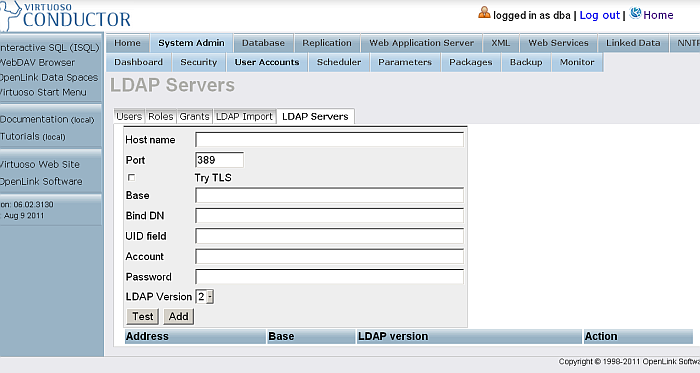 VIRTUOSO
CONDUCTOR
logged in as dba | Log out | Home
Interactive SQL (ISQL)
WebDAV Browser
OpenLink Data Spaces
Virtuoso Start Menu
Documentation (local)
Tutorials (local)
Virtuoso Web Site
OpenLink Software
on: 06.02.3130
: Aug 9 2011
Home System Admin Database Replication Web Application Server XML Web Services Linked Data NNTP
Dashboard Security User Accounts Scheduler Parameters Packages Backup Monitor
LDAP Servers
Users Roles Grants LDAP Import LDAP Servers
Host name
Port 389
Try TLS
Base
Bind DN
UID field
Account
Password
LDAP Version 2
Test Add
Address Base LDAP version Action
Copyright © 1998-2011 OpenLink Softwa